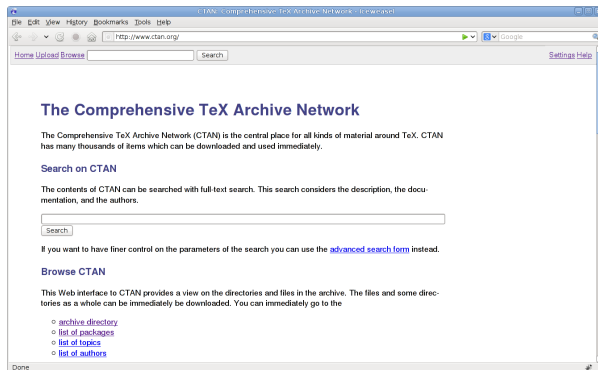 CTAN: Comprehensive TeX Archive Network - Iceweasel
File Edit View History Bookmarks Tools Help
http://www.ctan.org/ Google
Home Upload Browse Search Settings Help
The Comprehensive TeX Archive Network
The Comprehensive TeX Archive Network (CTAN) is the central place for all kinds of material around TeX. CTAN
has many thousands of items which can be downloaded and used immediately.
Search on CTAN
The contents of CTAN can be searched with full-text search. This search considers the description, the docu-
mentation, and the authors.
Search
If you want to have finer control on the parameters of the search you can use the advanced search form instead.
Browse CTAN
This Web interface to CTAN provides a view on the directories and files in the archive. The files and some direc-
tories as a whole can be immediately be downloaded. You can immediately go to the
archive directory
list of packages
list of topics
list of authors
Done